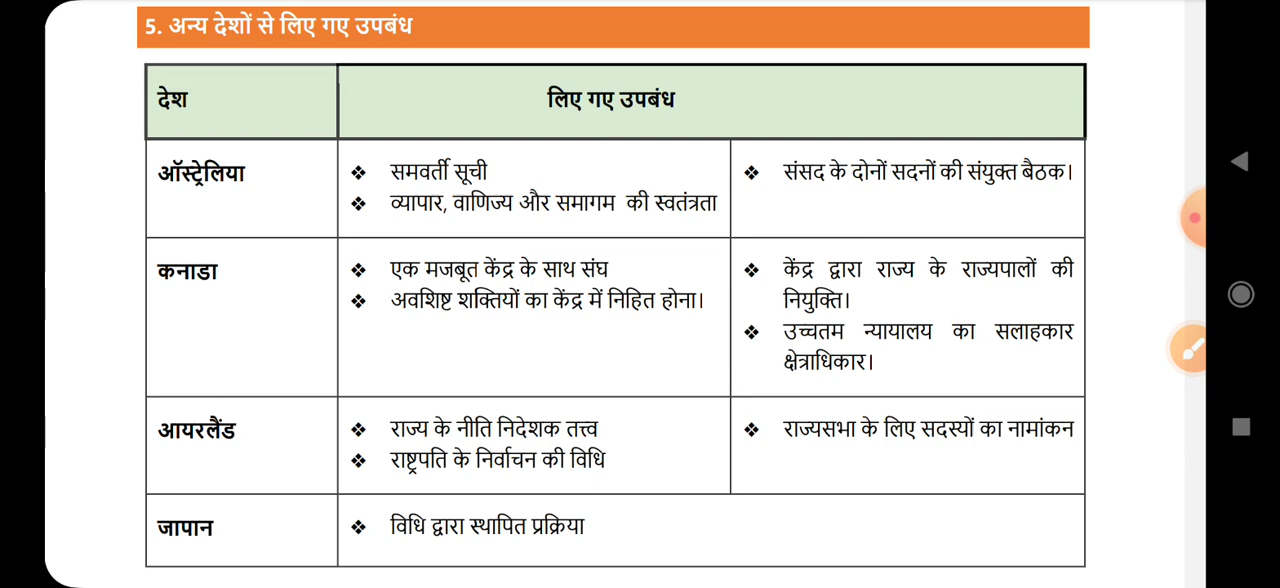 5. अन्य देशों से लिए गए उपबंध
देश
लिए गए उपबंध
ऑस्ट्रेलिया
❖ समवर्ती सूची
❖ व्यापार, वाणिज्य और समागम की स्वतंत्रता
❖ संसद के दोनों सदनों की संयुक्त बैठक।
कनाडा
❖ एक मजबूत केंद्र के साथ संघ
❖ अवशिष्ट शक्तियों का केंद्र में निहित होना।
❖ केंद्र द्वारा राज्य के राज्यपालों की
नियुक्ति।
❖ उच्चतम न्यायालय का सलाहकार
क्षेत्राधिकार।
आयरलैंड
❖ राज्य के नीति निदेशक तत्त्व
❖ राष्ट्रपति के निर्वाचन की विधि
❖ राज्यसभा के लिए सदस्यों का नामांकन
जापान
❖ विधि द्वारा स्थापित प्रक्रिया